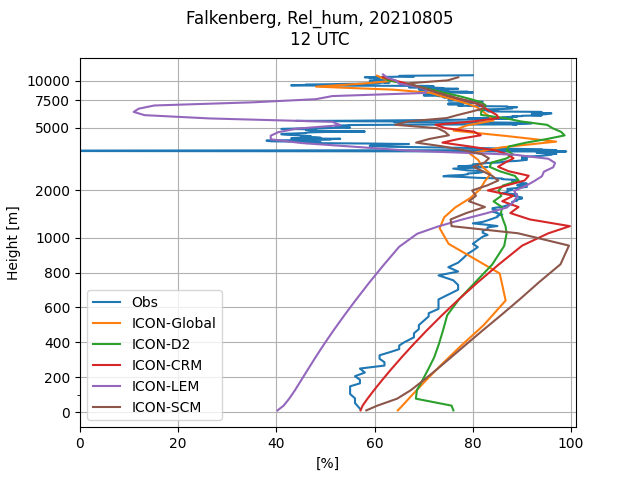 Falkenberg, Rel_hum, 20210805
12 UTC
Height [m]
10000
7500
5000
2000
1000
800
600
400
200
0
Obs
ICON-Global
ICON-D2
ICON-CRM
ICON-LEM
ICON-SCM
0 20 40 60 80 100
[%]